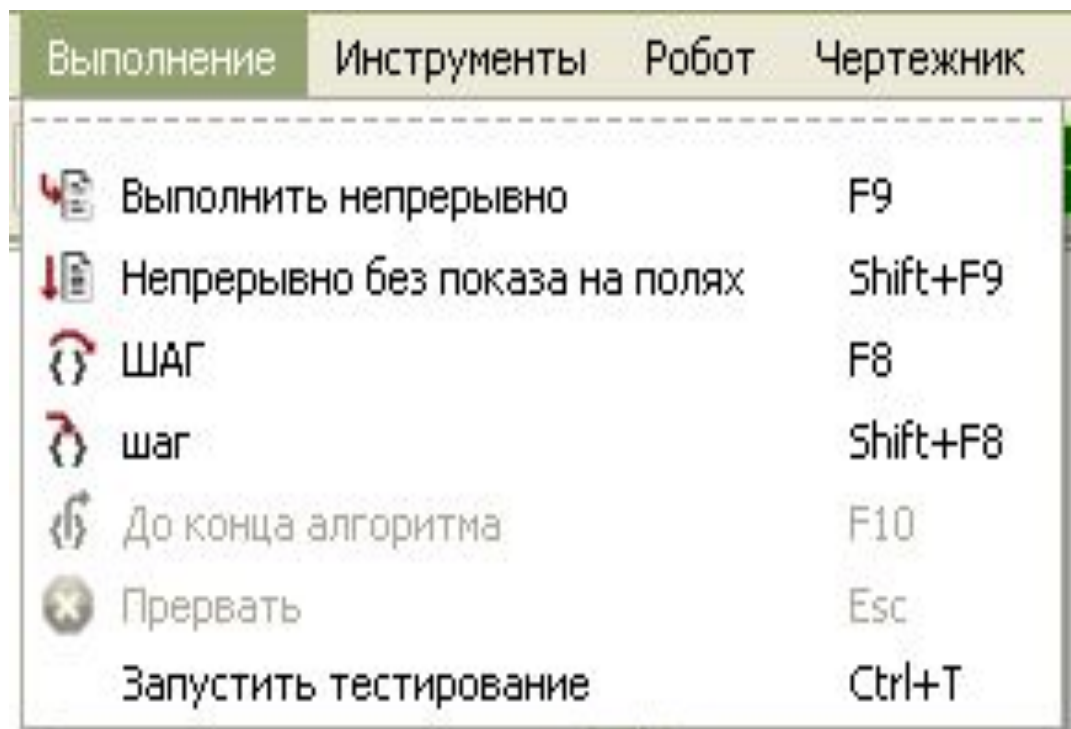 Выполнение Инструменты Робот Чертежник
Выполнить непрерывно F9
Непрерывно без показа на полях Shift+F9
ШАГ F8
шаг Shift+F8
До конца алгоритма F10
Прервать Esc
Запустить тестирование Ctrl+T